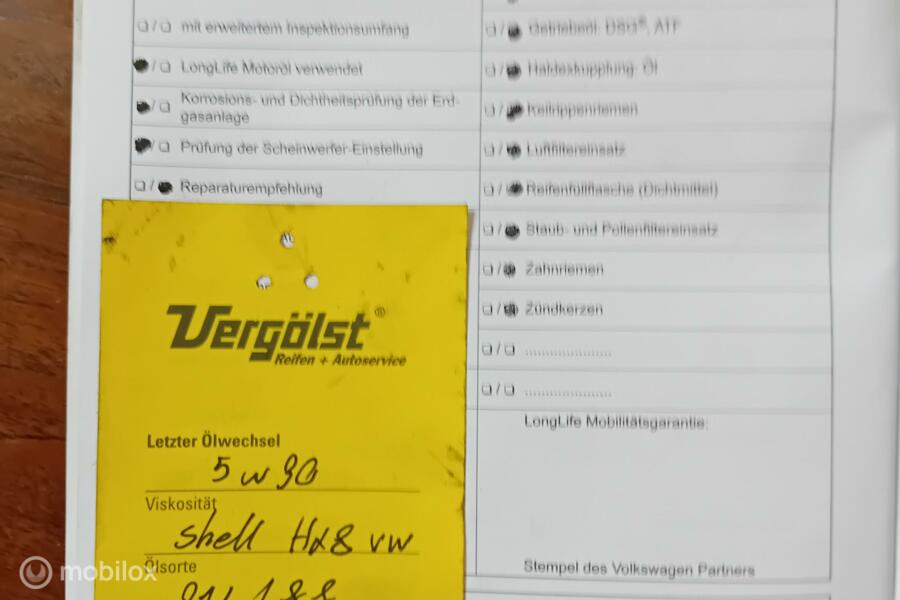 mit erweitertem Inspektionsumfang
LongLife Motoröl verwendet
Korrosions- und Dichtheitsprüfung der Erd-
gasanlage
Prüfung der Scheinwerfer-Einstellung
Reparaturempfehlung
Getriebeöl: DSG®, ATF
Haldexkupplung: Öl
Keilrippenriemen
Luftfiltereinsatz
Reifenfüllflasche (Dichtmittel)
Staub- und Pollenfiltereinsatz
Zahnriemen
Zündkerzen
.....................
.....................
LongLife Mobilitätsgarantie:
Stempel des Volkswagen Partners
Vergölst®
Reifen + Autoservice
Letzter Ölwechsel
5 w 30
Viskosität
Shell Hx8 vw
Ölsorte
mobilox